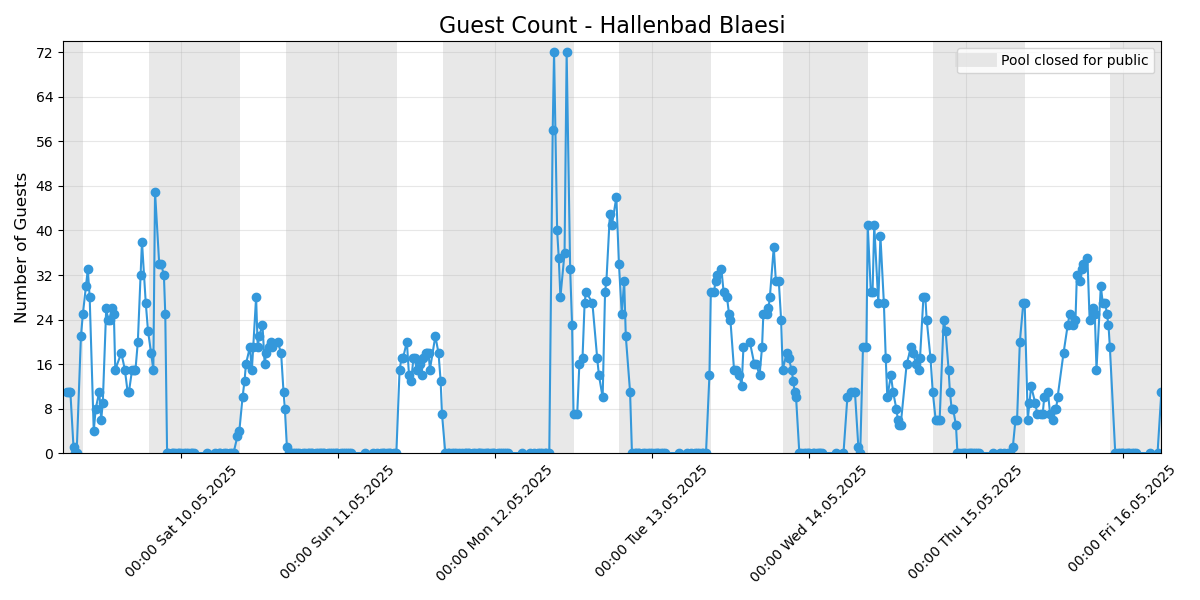 Guest Count - Hallenbad Blaesi
Pool closed for public
Number of Guests
72
64
56
48
40
32
24
16
8
0
00:00 Sat 10.05.2025
00:00 Sun 11.05.2025
00:00 Mon 12.05.2025
00:00 Tue 13.05.2025
00:00 Wed 14.05.2025
00:00 Thu 15.05.2025
00:00 Fri 16.05.2025